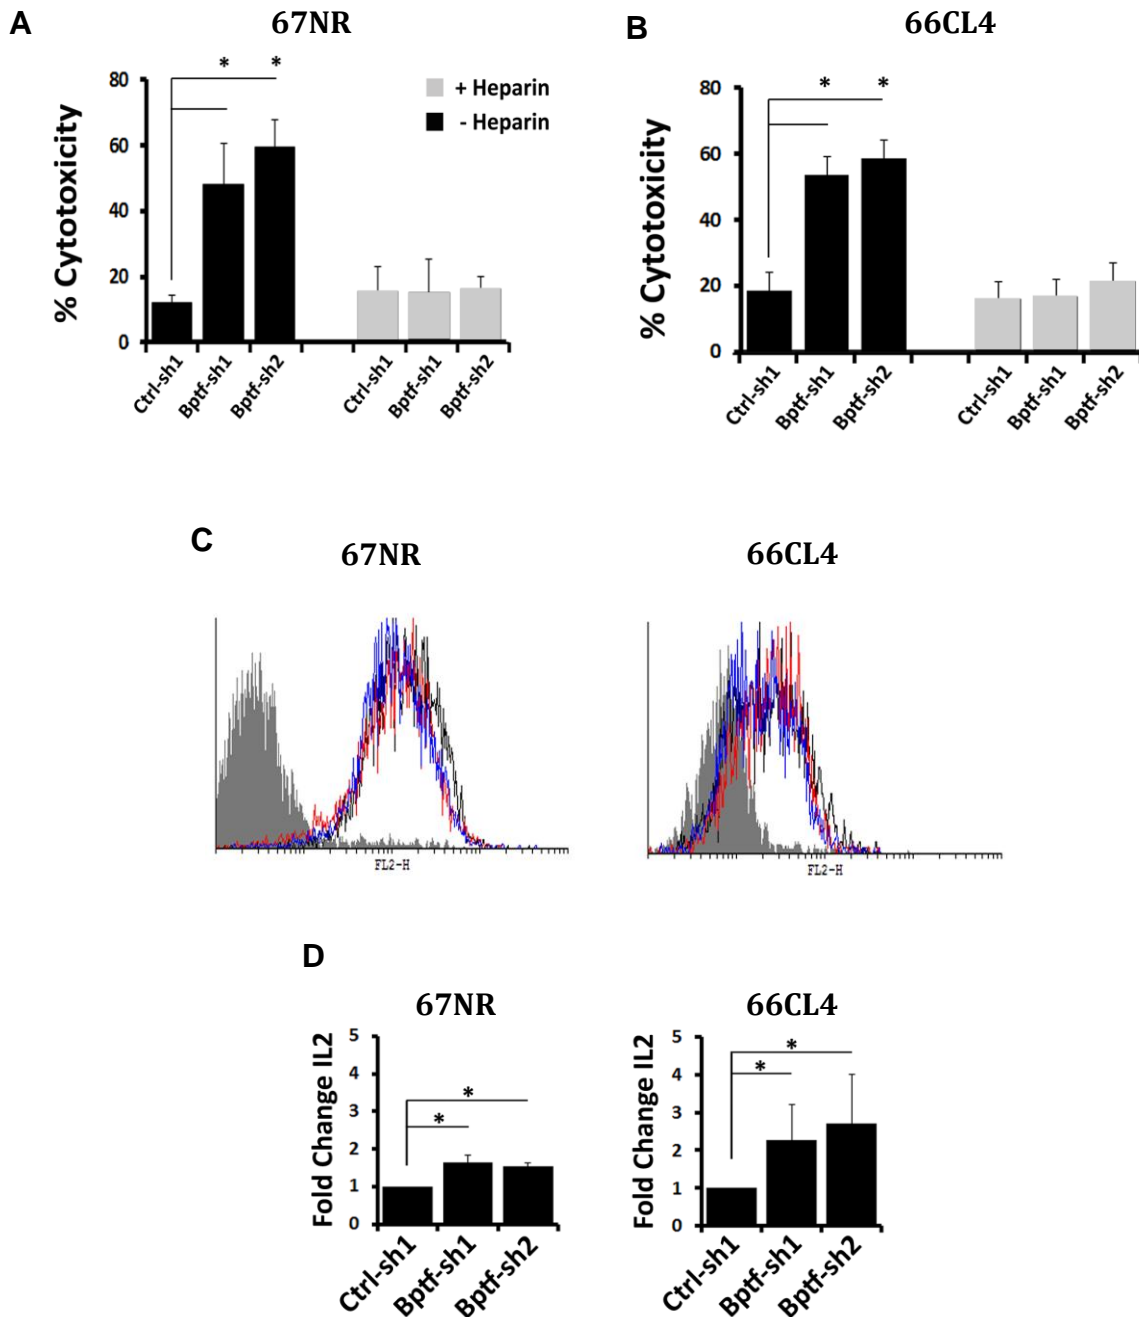 A
67NR
% Cytotoxicity
80
60
40
20
0
* *
+ Heparin
- Heparin
Ctrl-sh1
Bptf-sh1
Bptf-sh2
Ctrl-sh1
Bptf-sh1
Bptf-sh2
B
66CL4
% Cytotoxicity
80
60
40
20
0
* *
Ctrl-sh1
Bptf-sh1
Bptf-sh2
Ctrl-sh1
Bptf-sh1
Bptf-sh2
C
67NR
FL2-H
66CL4
FL2-H
D
67NR
Fold Change IL2
5
4
3
2
1
0
*
*
Ctrl-sh1
Bptf-sh1
Bptf-sh2
66CL4
Fold Change IL2
5
4
3
2
1
0
*
*
Ctrl-sh1
Bptf-sh1
Bptf-sh2